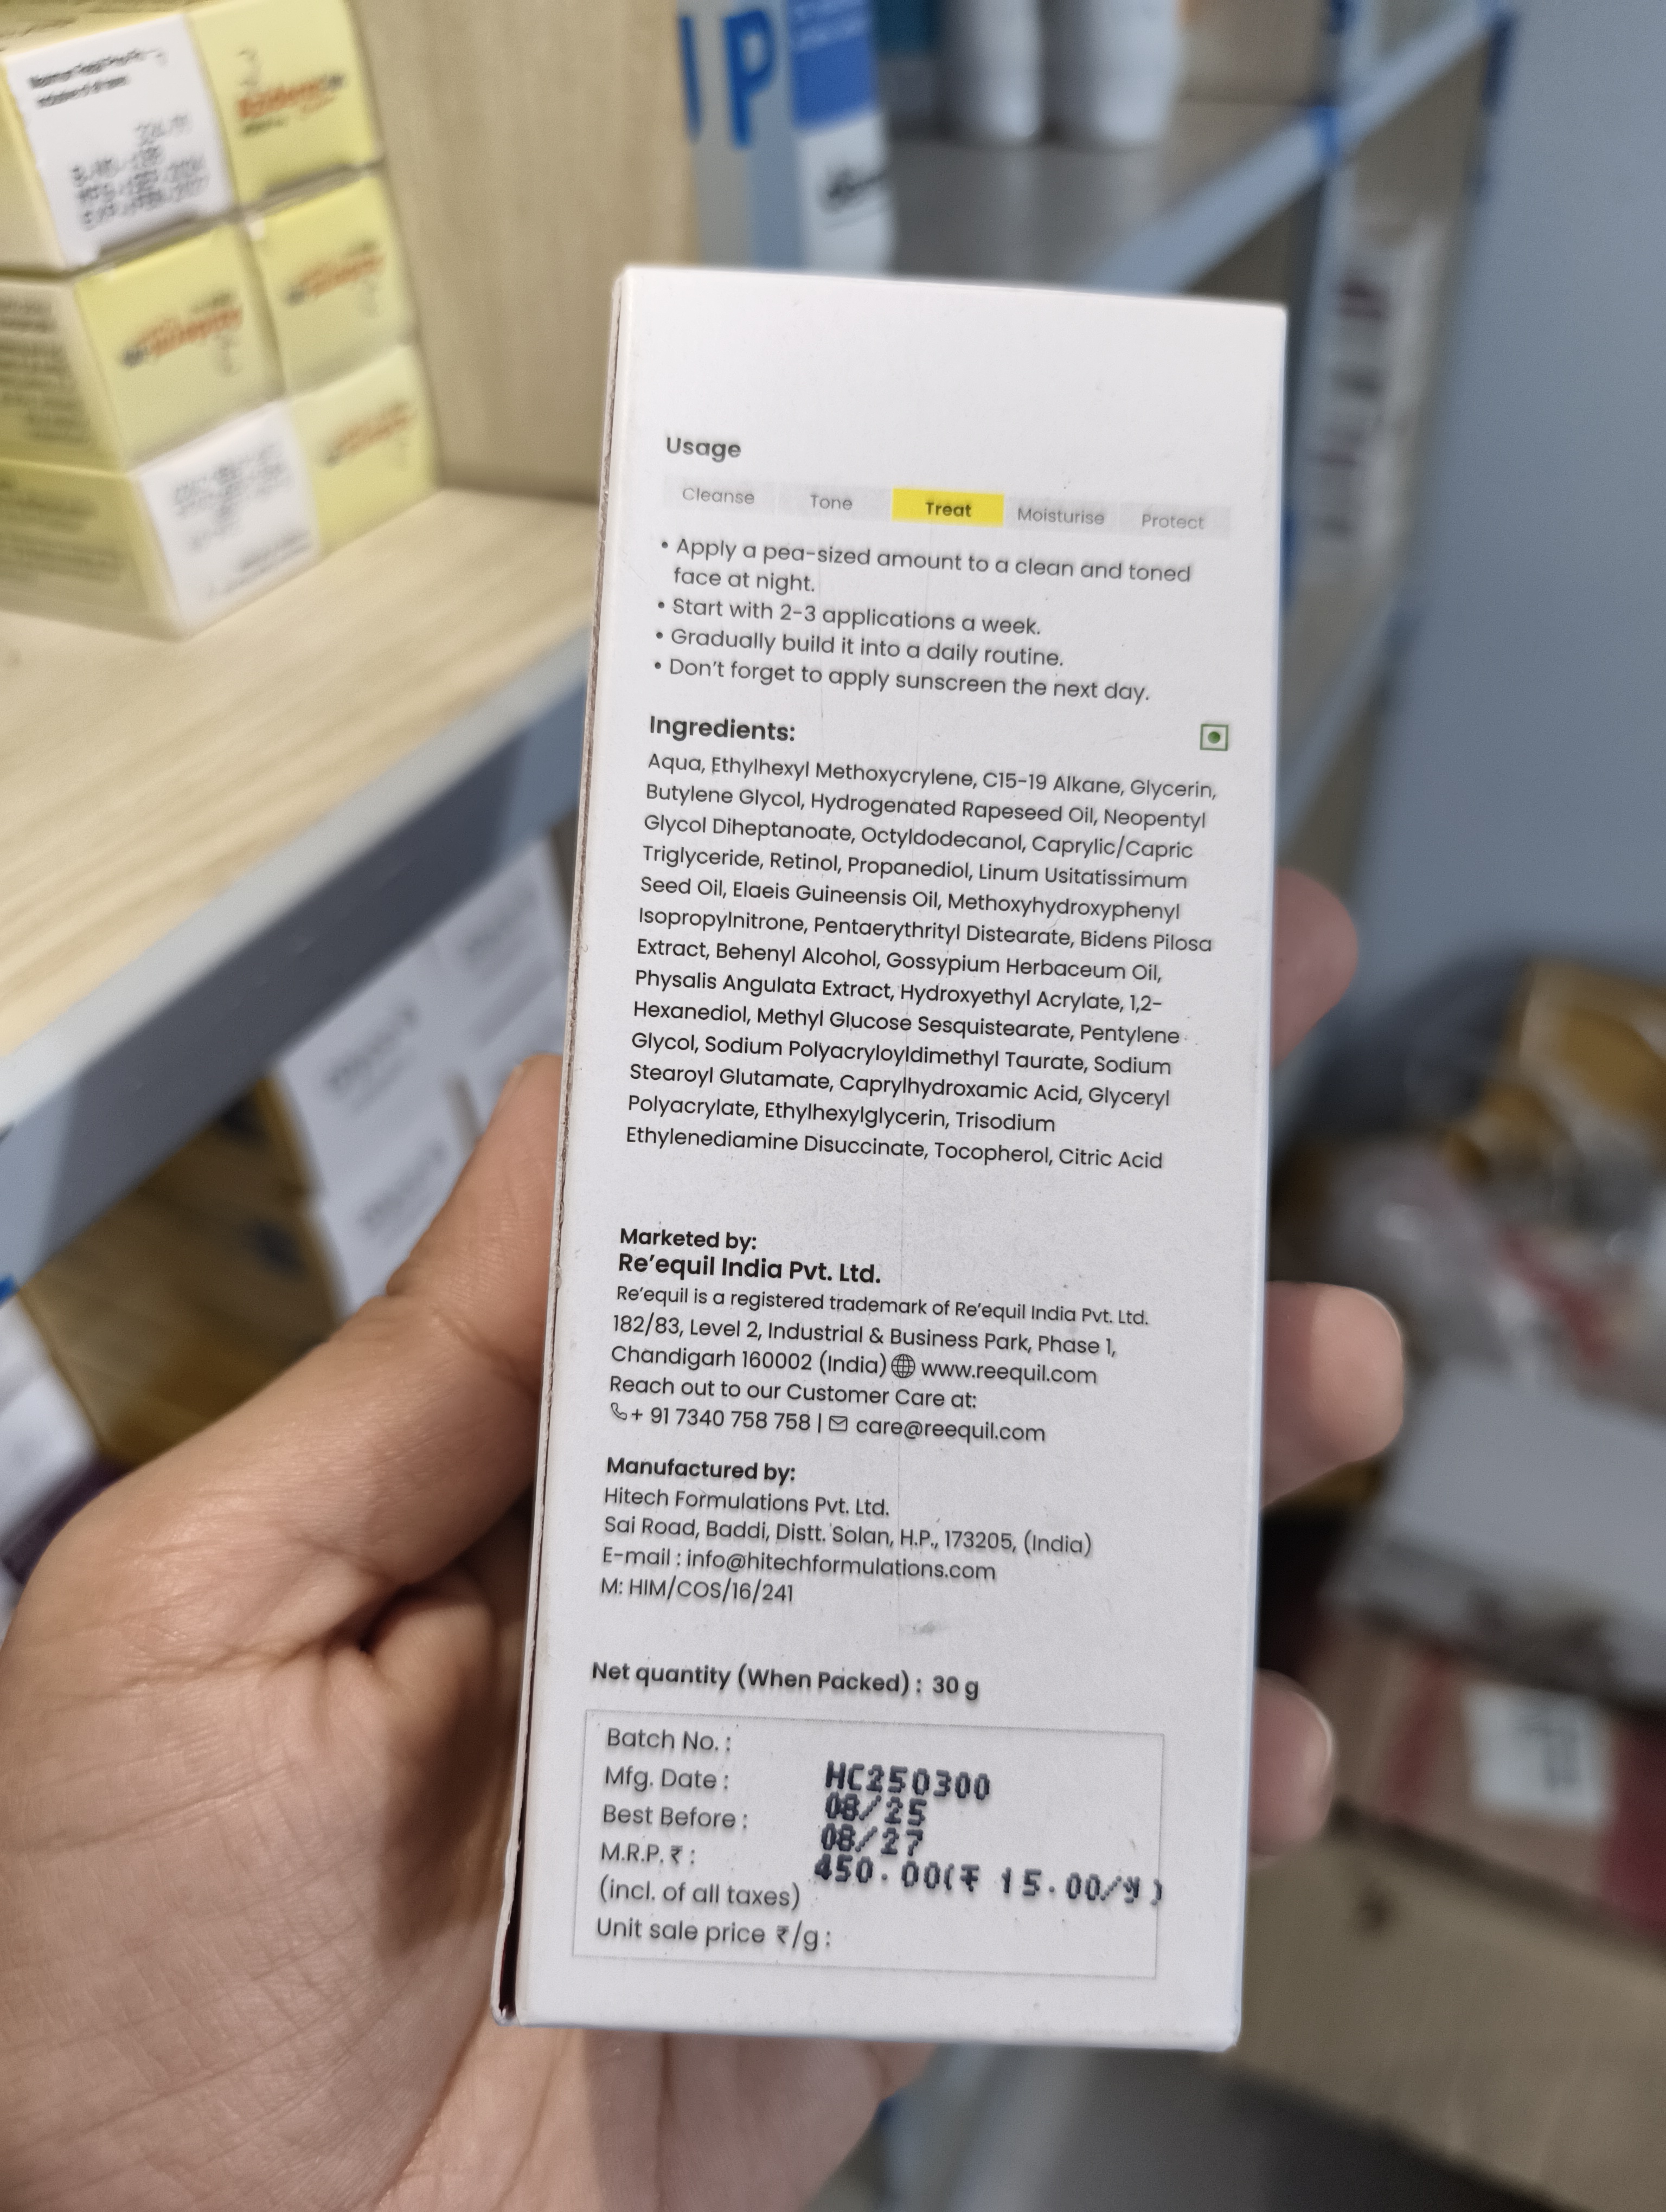 UP
Usage
Cleanse Tone Treat Moisturise Protect
• Apply a pea-sized amount to a clean and toned
face at night.
• Start with 2-3 applications a week.
• Gradually build it into a daily routine.
• Don't forget to apply sunscreen the next day.
Ingredients:
Aqua, Ethylhexyl Methoxycrylene, C15-19 Alkane, Glycerin,
Butylene Glycol, Hydrogenated Rapeseed Oil, Neopentyl
Glycol Diheptanoate, Octyldodecanol, Caprylic/Capric
Triglyceride, Retinol, Propanediol, Linum Usitatissimum
Seed Oil, Elaeis Guineensis Oil, Methoxyhydroxyphenyl
Isopropylnitrone, Pentaerythrityl Distearate, Bidens Pilosa
Extract, Behenyl Alcohol, Gossypium Herbaceum Oil,
Physalis Angulata Extract, Hydroxyethyl Acrylate, 1,2-
Hexanediol, Methyl Glucose Sesquistearate, Pentylene
Glycol, Sodium Polyacryloyldimethyl Taurate, Sodium
Stearoyl Glutamate, Caprylhydroxamic Acid, Glyceryl
Polyacrylate, Ethylhexylglycerin, Trisodium
Ethylenediamine Disuccinate, Tocopherol, Citric Acid
Marketed by:
Re'equil India Pvt. Ltd.
Re'equil is a registered trademark of Re'equil India Pvt. Ltd.
182/83, Level 2, Industrial & Business Park, Phase 1,
Chandigarh 160002 (India) www.reequil.com
Reach out to our Customer Care at:
+ 91 7340 758 758 | care@reequil.com
Manufactured by:
Hitech Formulations Pvt. Ltd.
Sai Road, Baddi, Distt. Solan, H.P., 173205, (India)
E-mail : info@hitechformulations.com
M: HIM/COS/16/241
Net quantity (When Packed) : 30 g
Batch No. : HC250300
Mfg. Date : 08/25
Best Before : 08/27
M.R.P. ₹ : 450.00(₹ 15.00/g)
(incl. of all taxes)
Unit sale price ₹/g :